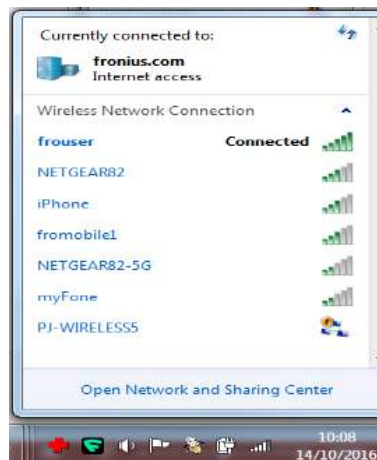 Currently connected to:
fronius.com
Internet access
Wireless Network Connection
frouser Connected
NETGEAR82
iPhone
fromobile1
NETGEAR82-5G
myFone
PJ-WIRELESS5
Open Network and Sharing Center
10:08
14/10/2016